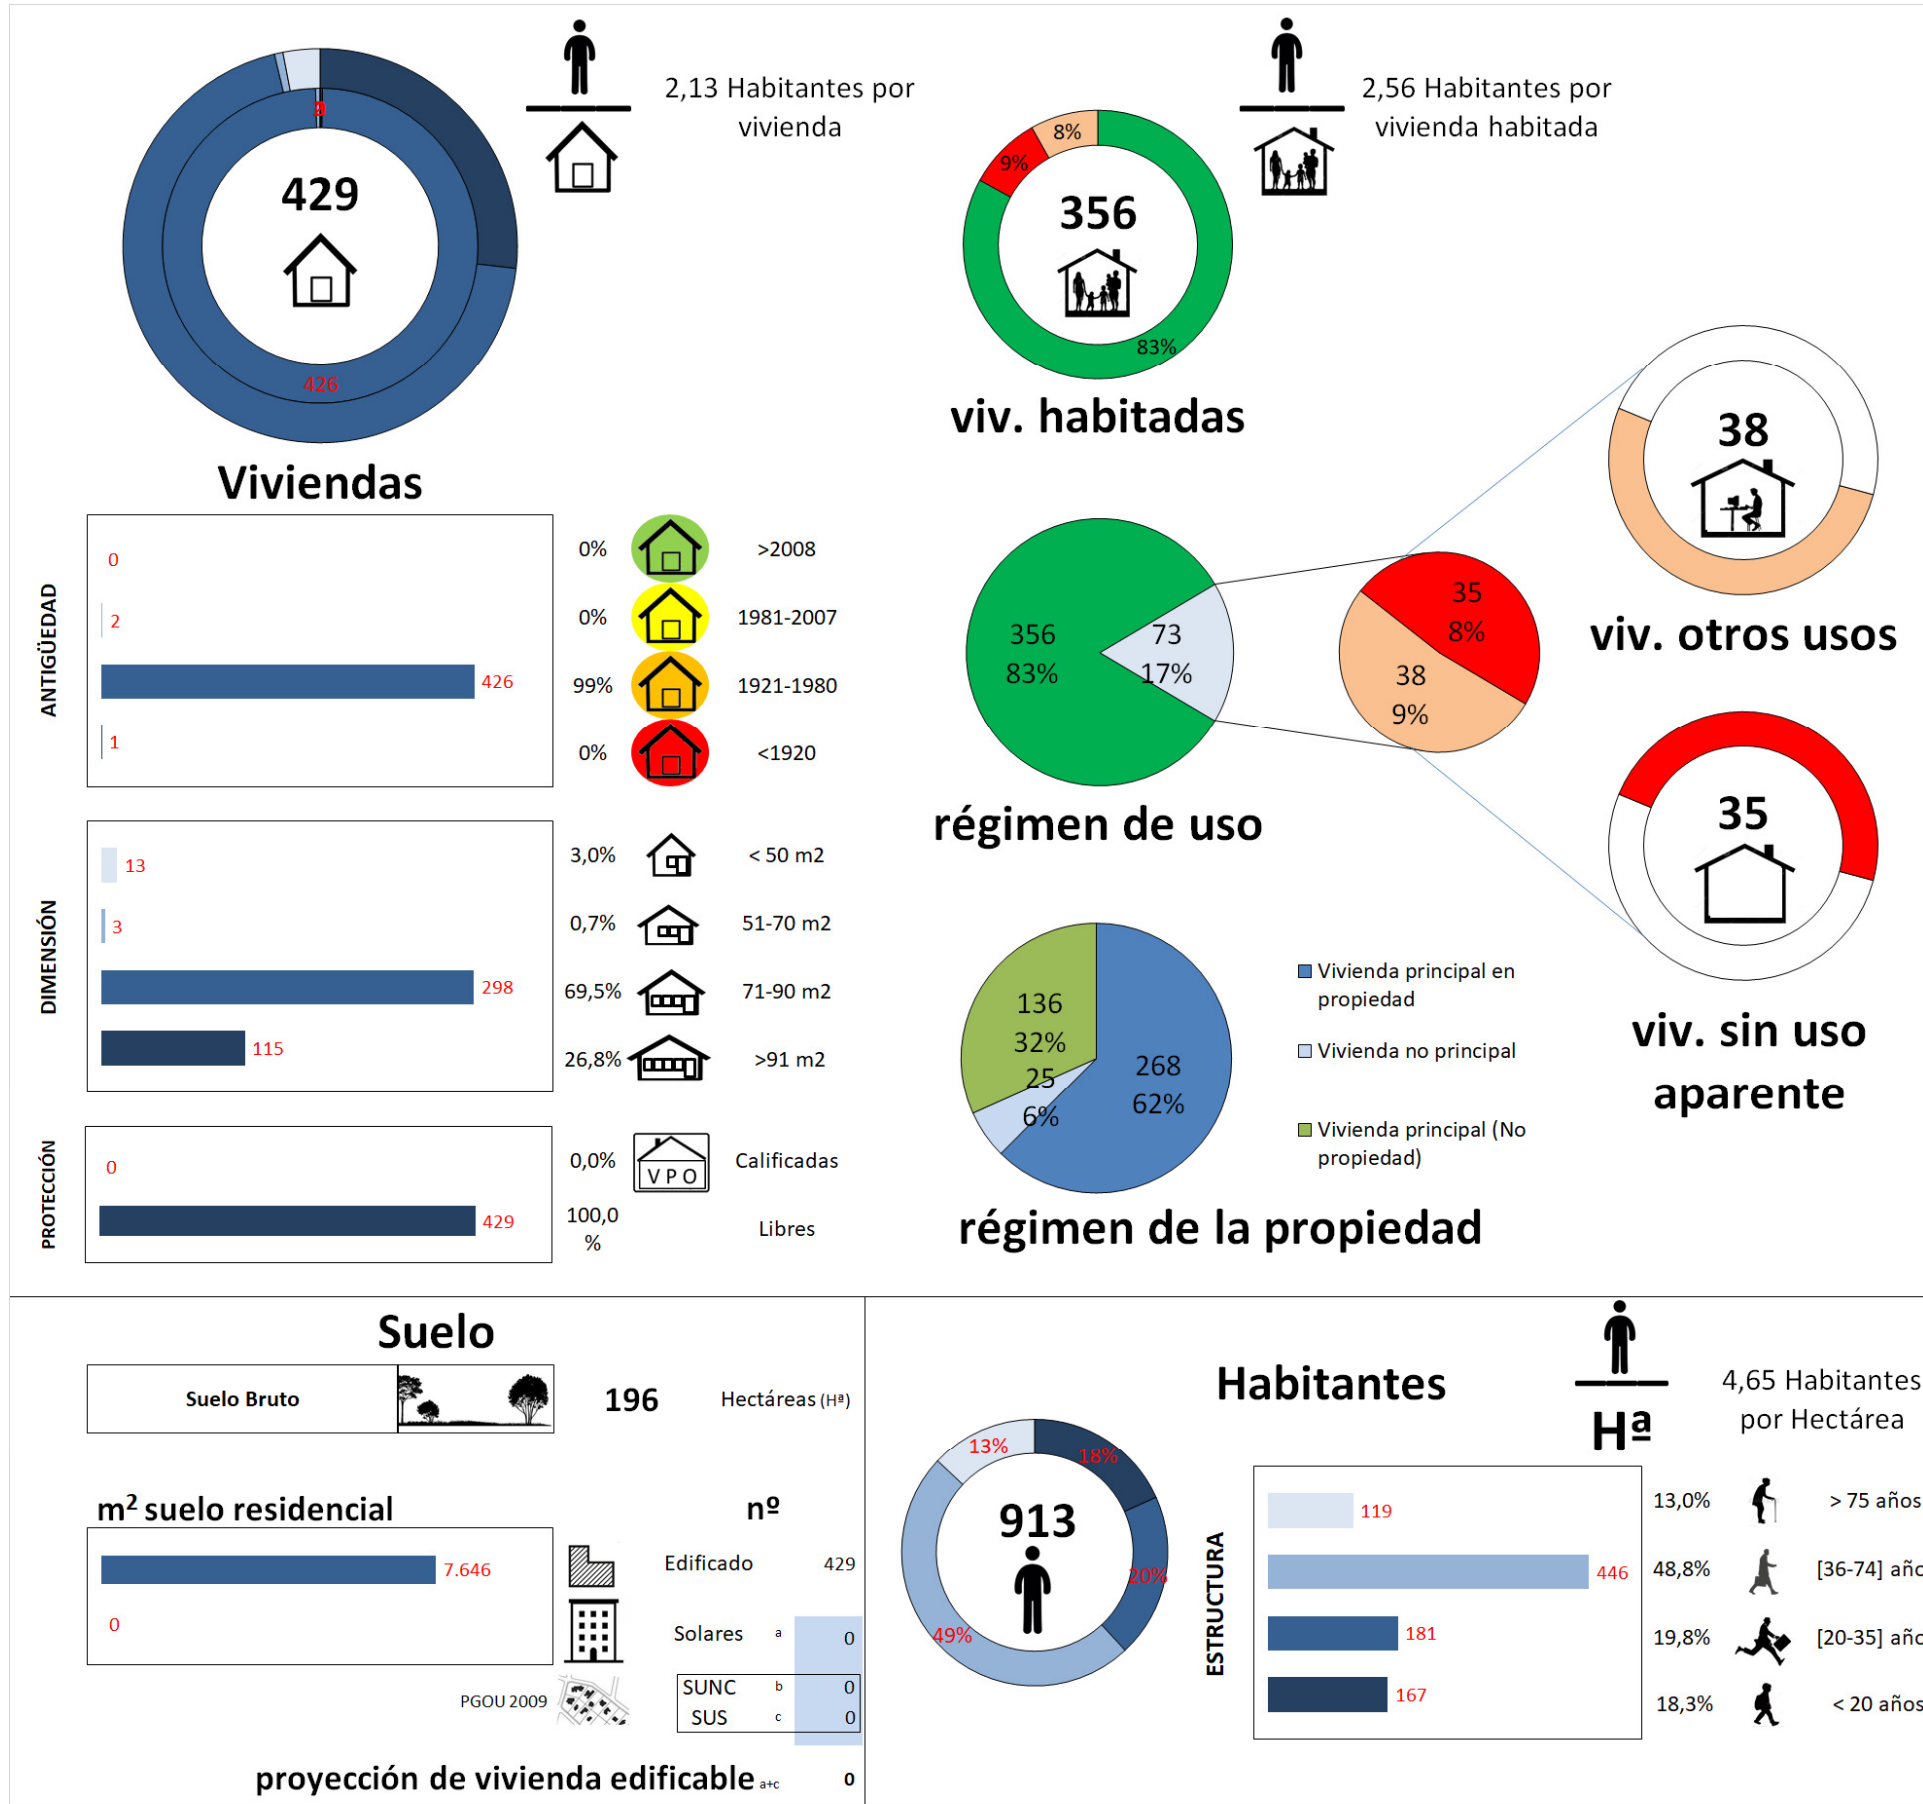 2,13 Habitantes por
vivienda
426
429
Viviendas
2,56 Habitantes por
vivienda habitada
8%
9%
356
83%
viv. habitadas
38
viv. otros usos
ANTIGÜEDAD
0
0%
>2008
2
0%
1981-2007
426
99%
1921-1980
1
0%
<1920
356
83%
73
17%
35
8%
38
9%
régimen de uso
35
viv. sin uso
aparente
DIMENSIÓN
13
3,0%
< 50 m2
3
0,7%
51-70 m2
298
69,5%
71-90 m2
115
26,8%
>91 m2
136
32%
25
6%
268
62%
Vivienda principal en
propiedad
Vivienda no principal
Vivienda principal (No
propiedad)
régimen de la propiedad
PROTECCIÓN
0
0,0%
VPO
Calificadas
429
100,0
%
Libres
Suelo
Suelo Bruto
196
Hectáreas (Hª)
m² suelo residencial
nº
7.646
Edificado
429
0
Solares a
0
PGOU 2009
SUNC b
0
SUS c
0
proyección de vivienda edificable a+c
0
Habitantes
Hª
4,65 Habitantes
por Hectárea
13%
18%
20%
49%
913
ESTRUCTURA
119
13,0%
> 75 años
446
48,8%
[36-74] año
181
19,8%
[20-35] año
167
18,3%
< 20 años